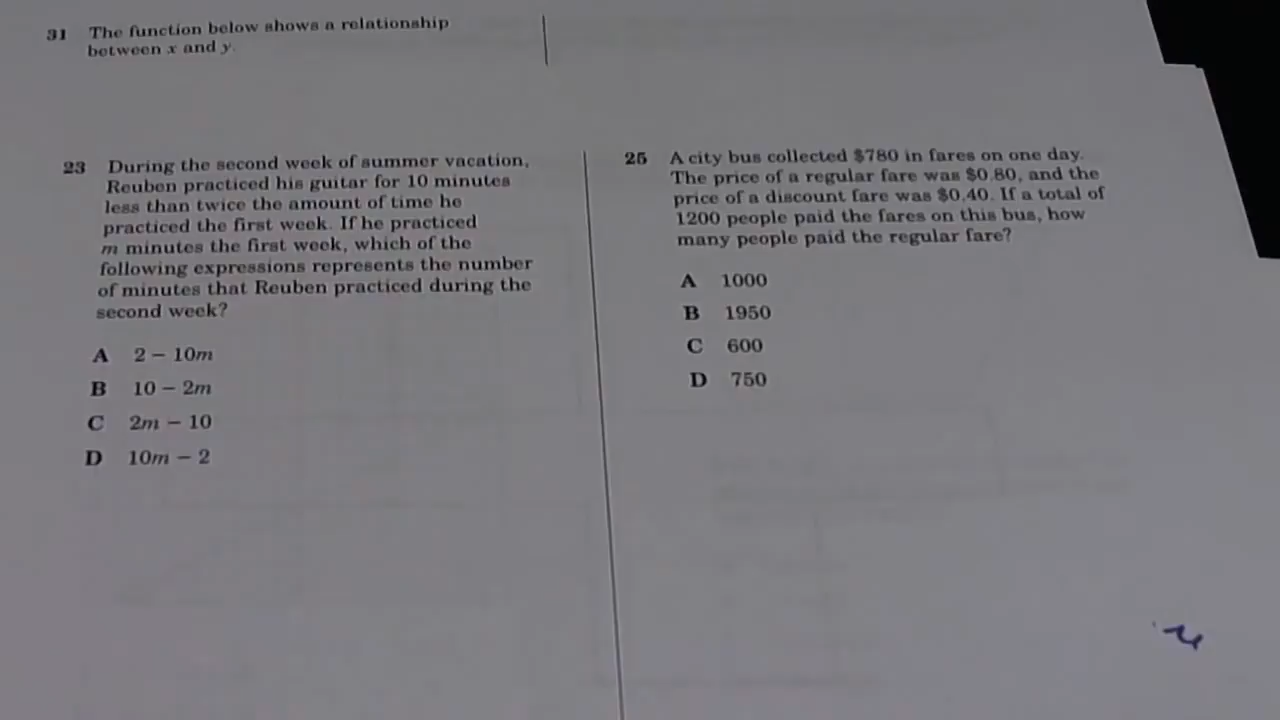 31 The function below shows a relationship
between x and y.
23 During the second week of summer vacation,
Reuben practiced his guitar for 10 minutes
less than twice the amount of time he
practiced the first week. If he practiced
m minutes the first week, which of the
following expressions represents the number
of minutes that Reuben practiced during the
second week?
A 2 – 10m
B 10 – 2m
C 2m – 10
D 10m – 2
25 A city bus collected $780 in fares on one day.
The price of a regular fare was $0.80, and the
price of a discount fare was $0.40. If a total of
1200 people paid the fares on this bus, how
many people paid the regular fare?
A 1000
B 1950
C 600
D 750